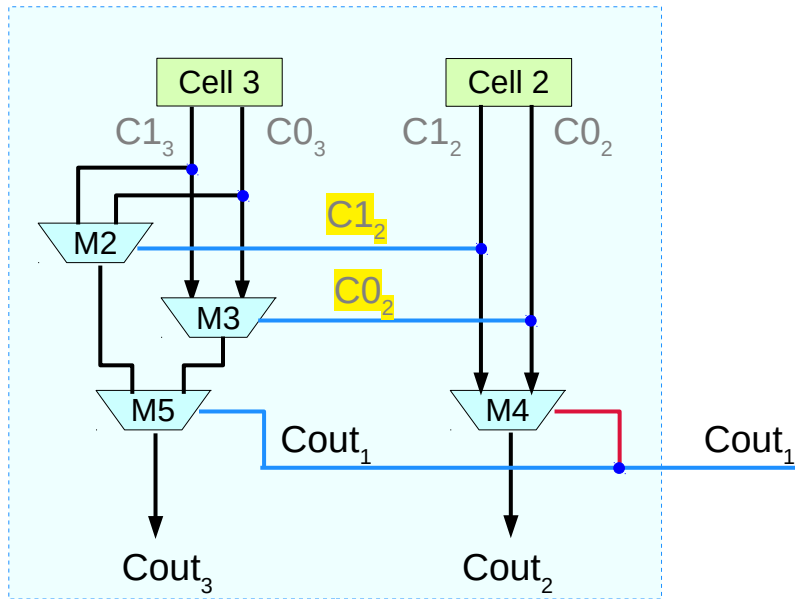 Cell 3
Cell 2
C1₃
C0₃
C1₂
C0₂
C1₂
M2
C0₂
M3
M5
M4
Cout₁
Cout₁
Cout₃
Cout₂